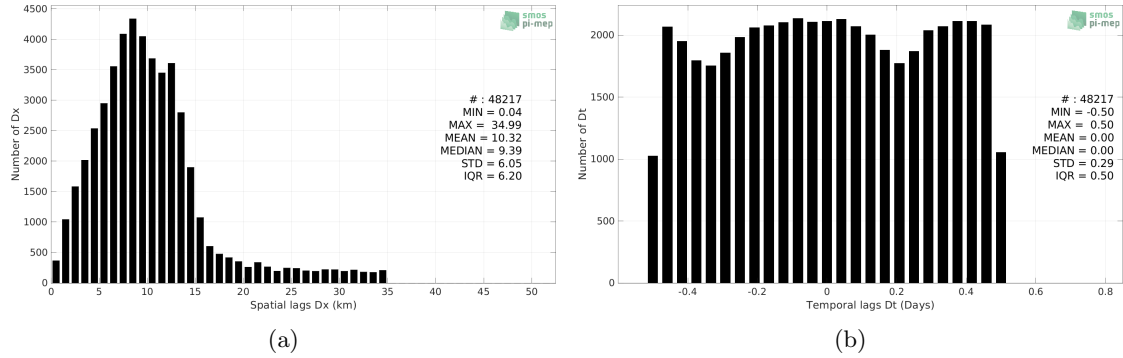 4500
4000
3500
3000
2500
2000
1500
1000
500
0
Number of Dx
smos
pi-mep
# : 48217
MIN = 0.04
MAX = 34.99
MEAN = 10.32
MEDIAN = 9.39
STD = 6.05
IQR = 6.20
0 5 10 15 20 25 30 35 40 45 50
Spatial lags Dx (km)
(a)
2000
1500
1000
500
0
Number of Dt
smos
pi-mep
# : 48217
MIN = -0.50
MAX = 0.50
MEAN = 0.00
MEDIAN = 0.00
STD = 0.29
IQR = 0.50
-0.4 -0.2 0 0.2 0.4 0.6 0.8
Temporal lags Dt (Days)
(b)